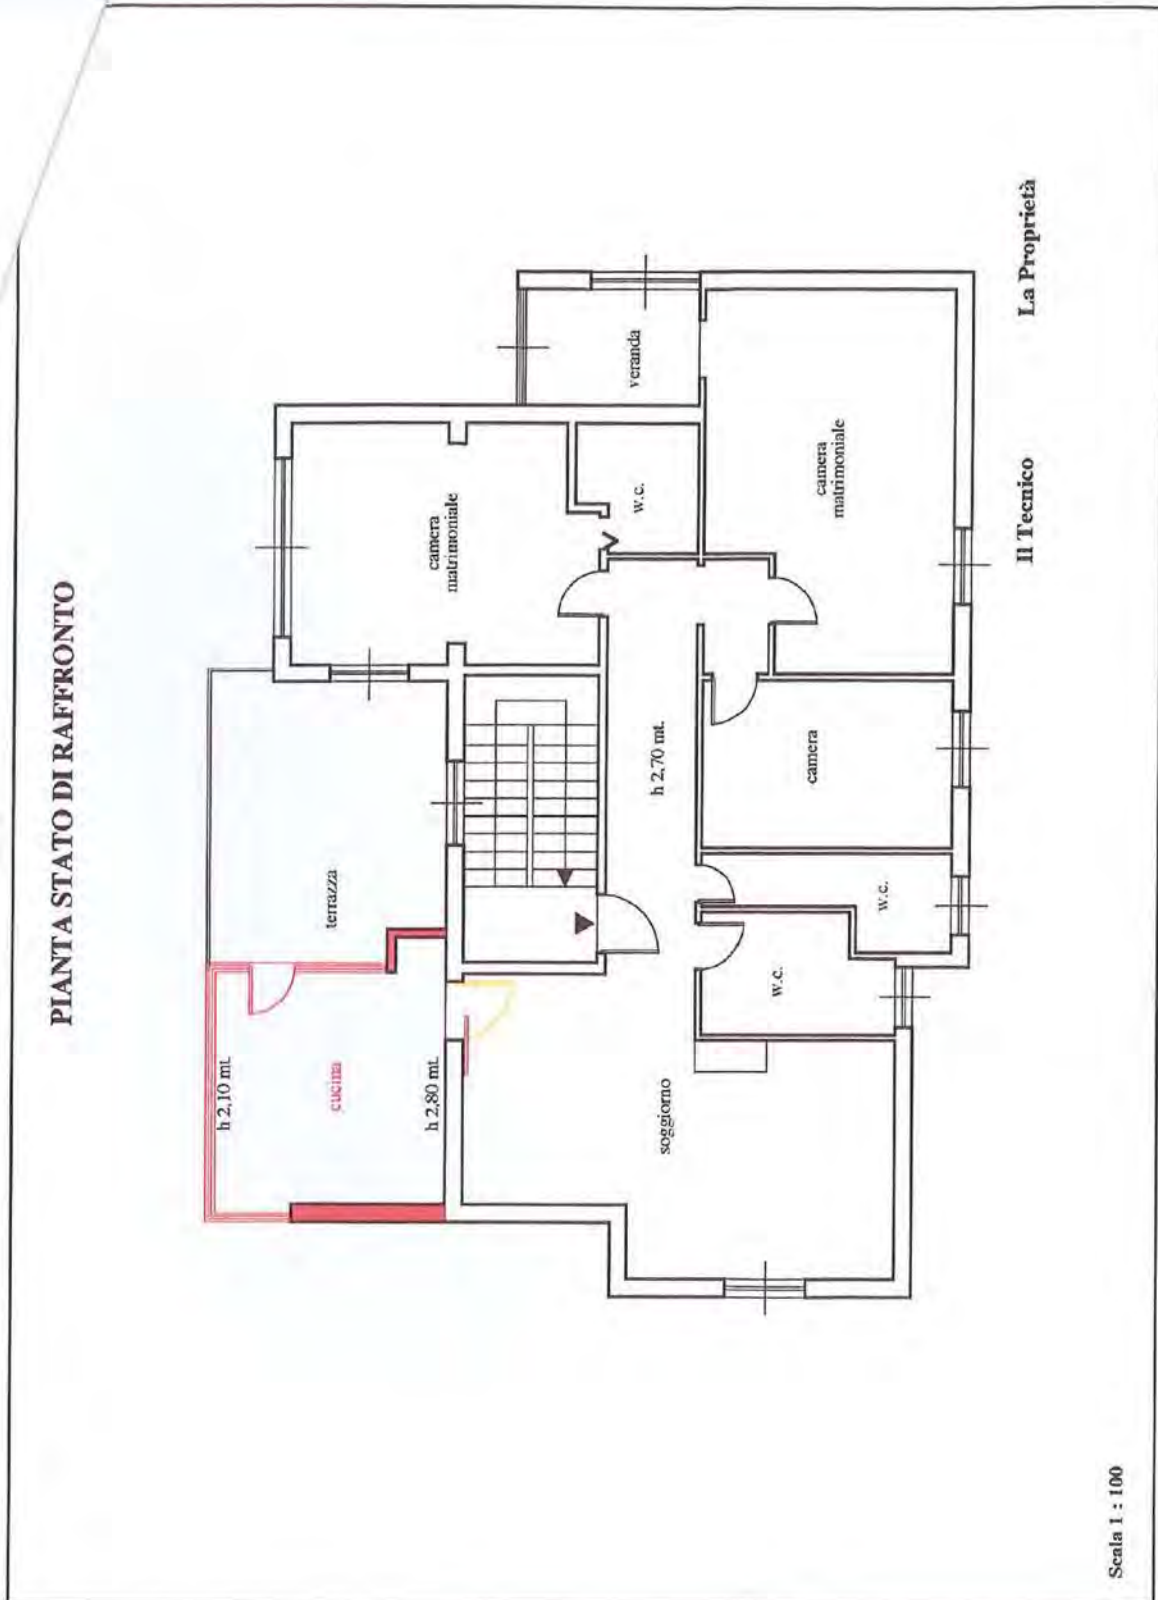 PIANTA STATO DI RAFFRONTO
h 2,10 mt.
cucina
terrazza
h 2,80 mt.
camera
matrimoniale
soggiorno
h 2,70 mt.
w.c.
veranda
w.c.
camera
camera
matrimoniale
w.c.
Il Tecnico
La Proprietà
Scala 1 : 100